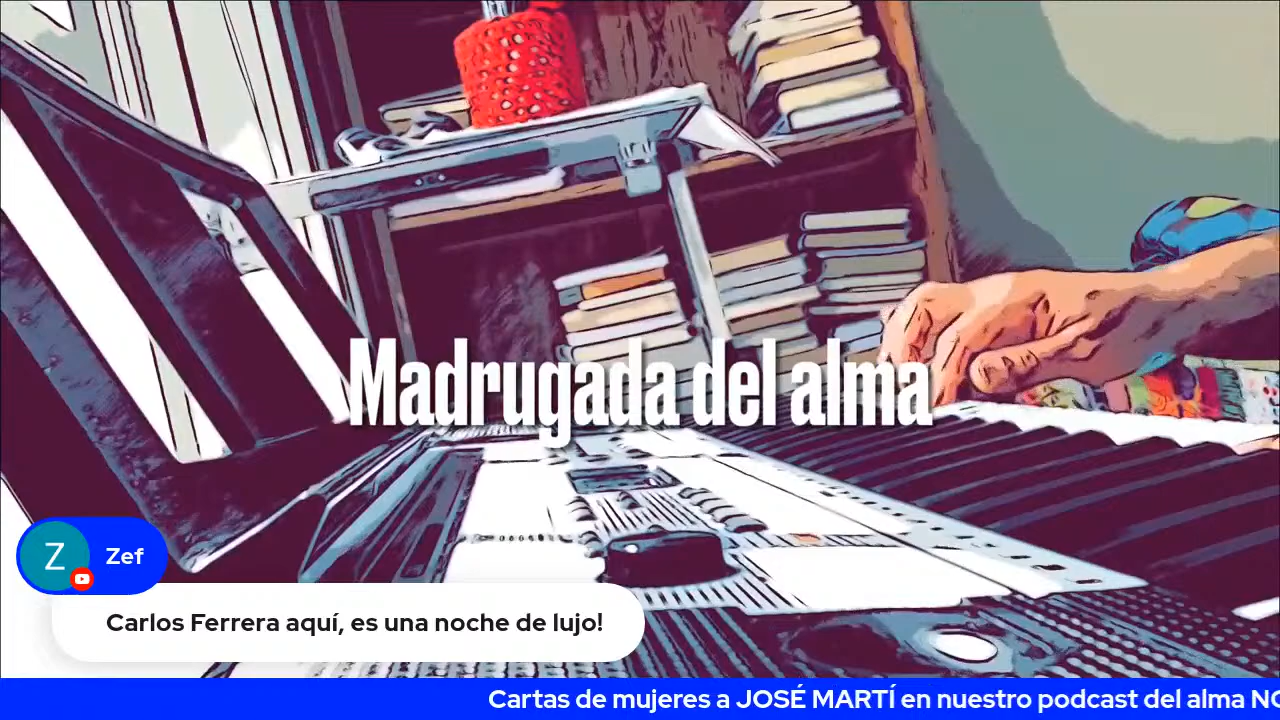 Madrugada del alma
Z
Zef
Carlos Ferrera aquí, es una noche de lujo!
Cartas de mujeres a JOSÉ MARTÍ en nuestro podcast del alma